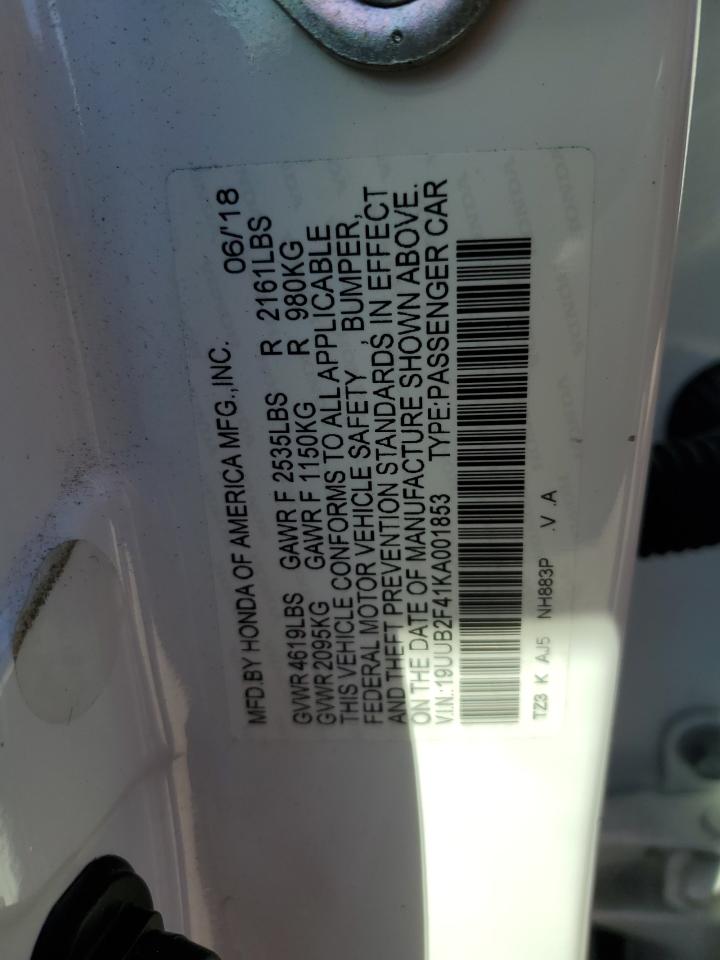 MFD.BY HONDA OF AMERICA MFG.,INC. 06/'18
GVWR 4619LBS GAWR F 2535LBS R 2161LBS
GVWR 2095KG GAWR F 1150KG R 980KG
THIS VEHICLE CONFORMS TO ALL APPLICABLE
FEDERAL MOTOR VEHICLE SAFETY , BUMPER,
AND THEFT PREVENTION STANDARDS IN EFFECT
ON THE DATE OF MANUFACTURE SHOWN ABOVE.
V.I.N.:19UUB2F41KA001853 TYPE:PASSENGER CAR
TZ3 K AJ5 NH883P .V .A